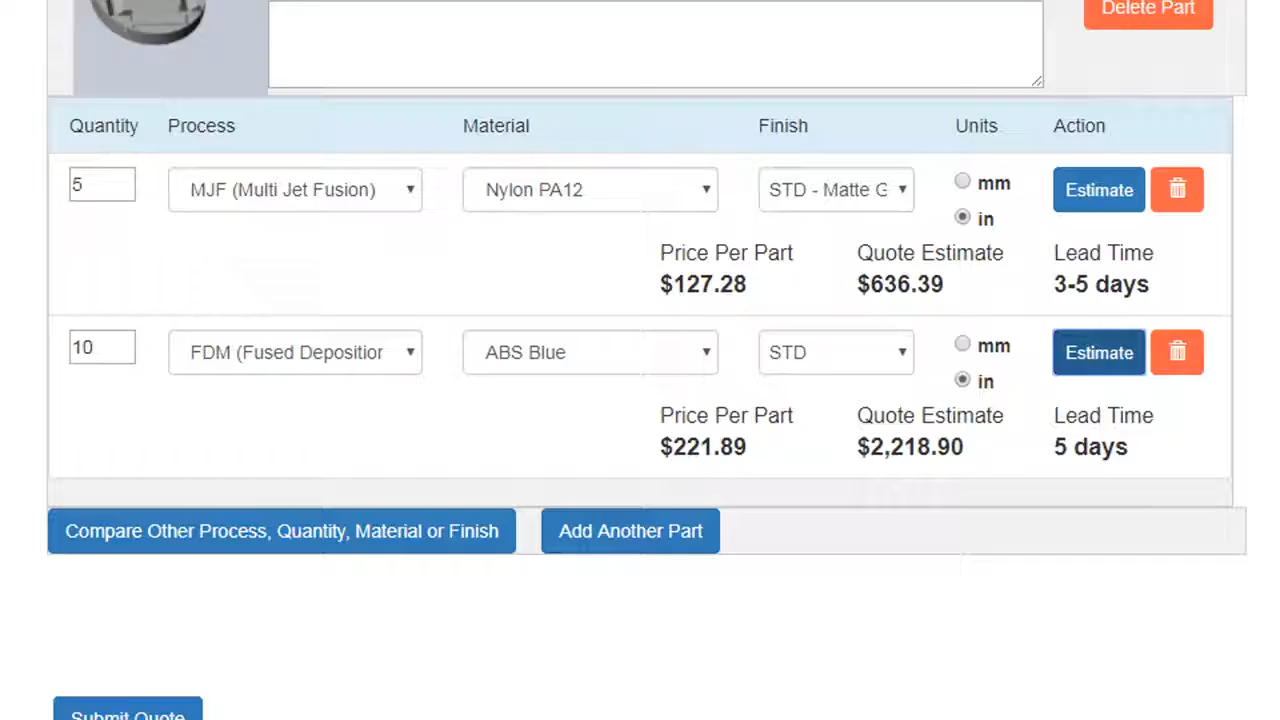 Delete Part
Quantity Process Material Finish Units Action
5 MJF (Multi Jet Fusion) Nylon PA12 STD - Matte G mm Estimate
in
Price Per Part Quote Estimate Lead Time
$127.28 $636.39 3-5 days
10 FDM (Fused Deposition ABS Blue STD mm Estimate
in
Price Per Part Quote Estimate Lead Time
$221.89 $2,218.90 5 days
Compare Other Process, Quantity, Material or Finish Add Another Part
Submit Quote